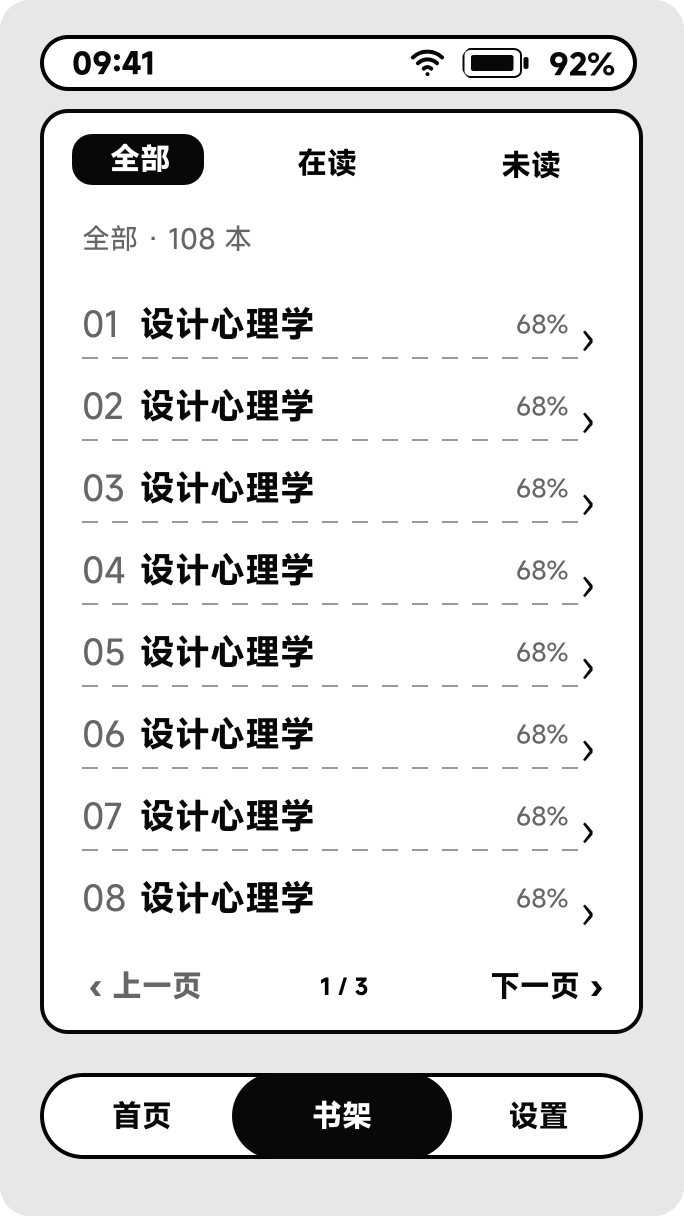 09:41 92%
全部 在读 未读
全部 · 108 本
01 设计心理学 68% ›
02 设计心理学 68% ›
03 设计心理学 68% ›
04 设计心理学 68% ›
05 设计心理学 68% ›
06 设计心理学 68% ›
07 设计心理学 68% ›
08 设计心理学 68% ›
‹ 上一页 1 / 3 下一页 ›
首页 书架 设置